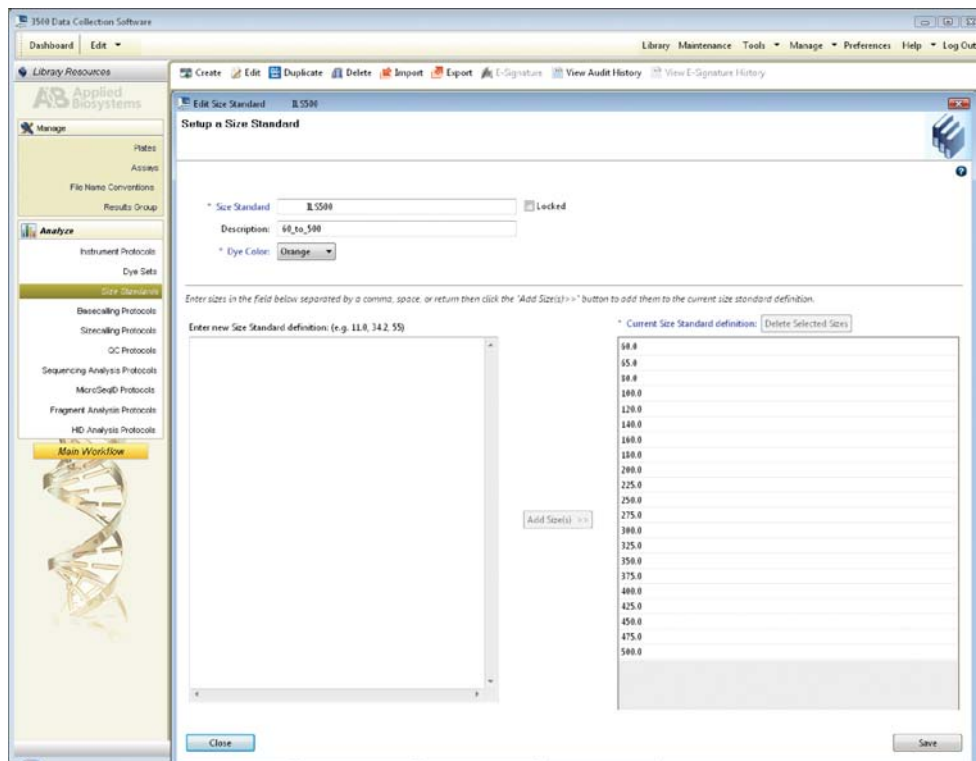 3500 Data Collection Software
Dashboard Edit Library Maintenance Tools Manage Preferences Help Log Out
Library Resources
Create Edit Duplicate Delete Import Export E-Signature View Audit History View E-Signature History
AB Applied Biosystems
Edit Size Standard ILS500
Setup a Size Standard
Manage
Plates
Assays
File Name Conventions
Results Group
Analyze
Instrument Protocols
Dye Sets
Size Standards
Basecalling Protocols
Sizecalling Protocols
QC Protocols
Sequencing Analysis Protocols
MicroSeqID Protocols
Fragment Analysis Protocols
HID Analysis Protocols
Main Workflow
* Size Standard ILS500 Locked
Description: 60_to_500
* Dye Color: Orange
Enter sizes in the field below separated by a comma, space, or return then click the "Add Size(s)>>" button to add them to the current size standard definition.
Enter new Size Standard definition: (e.g. 11.0, 34.2, 55)
* Current Size Standard definition: Delete Selected Sizes
60.0
65.0
80.0
100.0
120.0
140.0
160.0
180.0
200.0
225.0
250.0
275.0
300.0
325.0
350.0
375.0
400.0
425.0
450.0
475.0
500.0
Add Size(s) >>
Close
Save